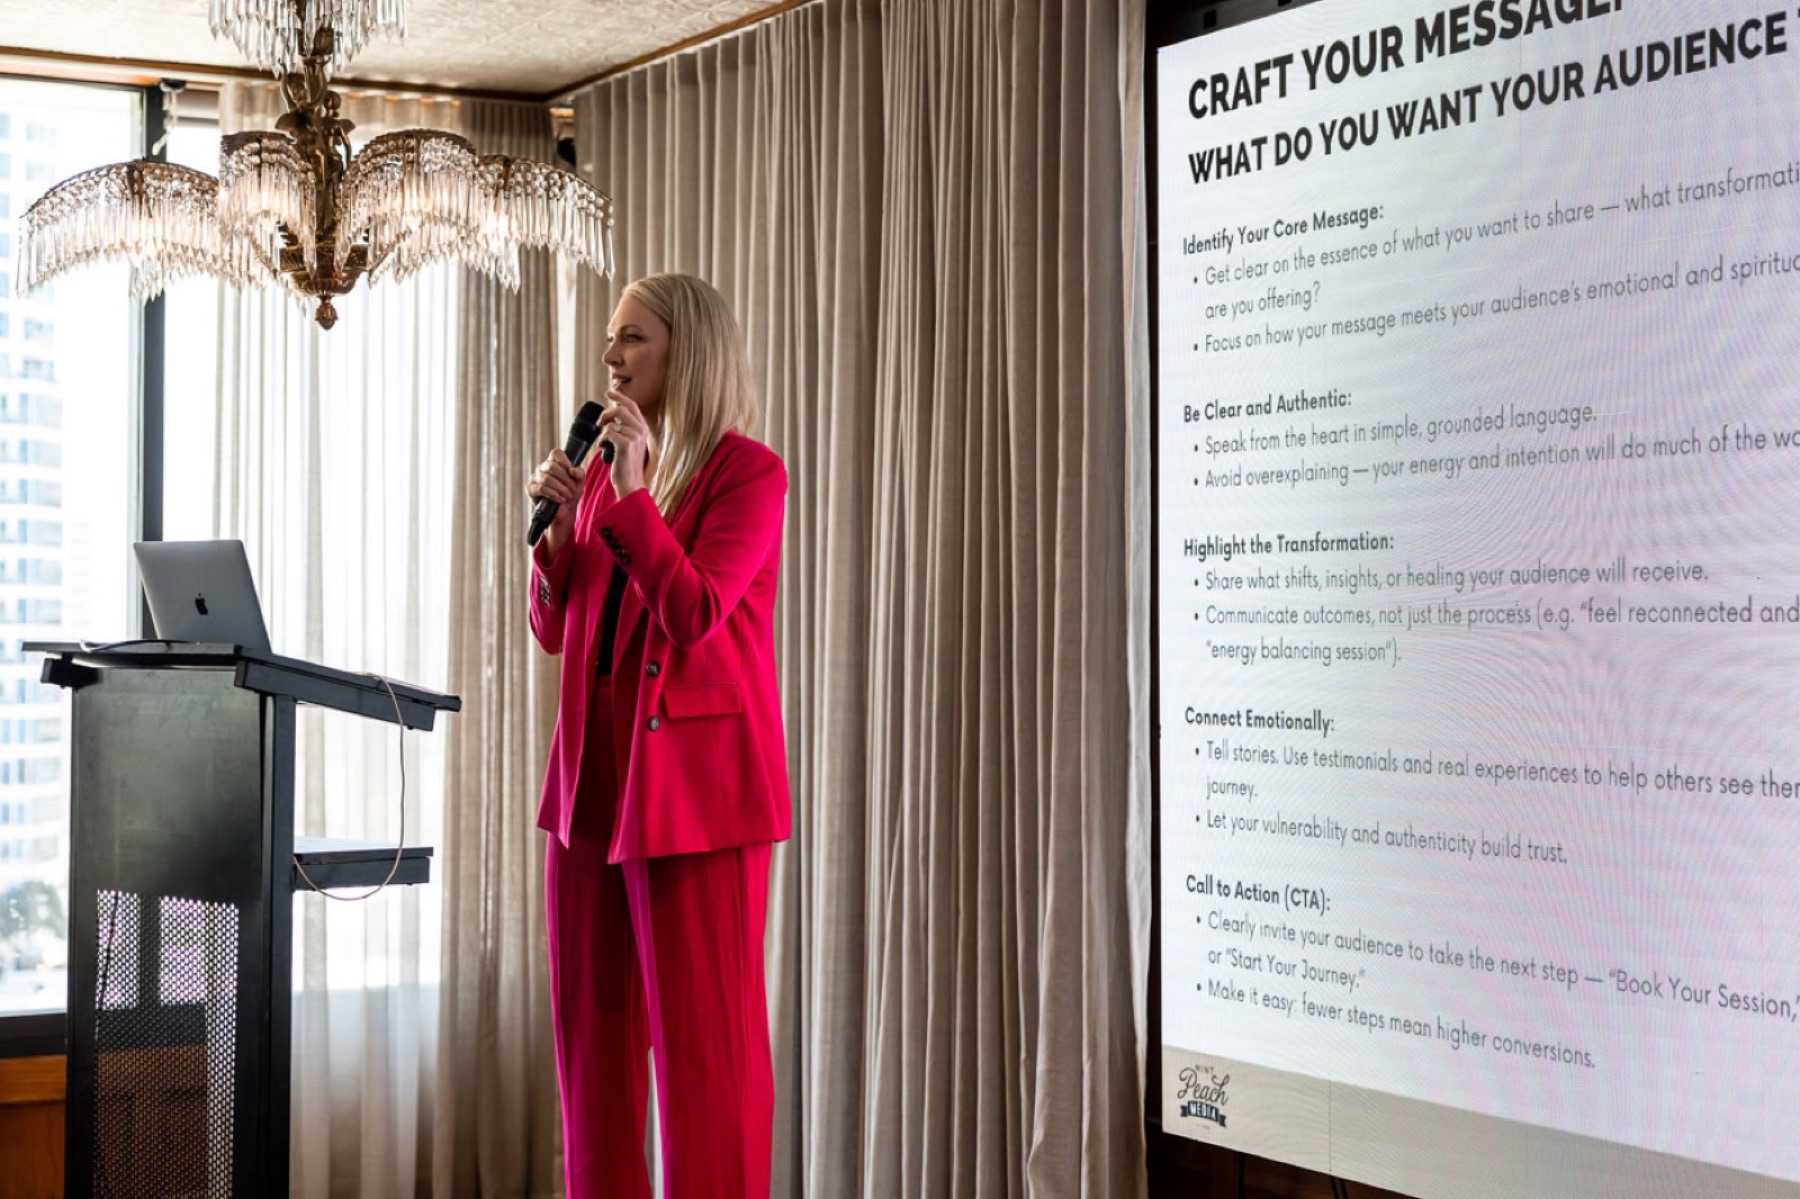 CRAFT YOUR MESSAGE:
WHAT DO YOU WANT YOUR AUDIENCE
Identify Your Core Message:
• Get clear on the essence of what you want to share — what transformati
are you offering?
• Focus on how your message meets your audience's emotional and spiritua
Be Clear and Authentic:
• Speak from the heart in simple, grounded language.
• Avoid overexplaining — your energy and intention will do much of the wo
Highlight the Transformation:
• Share what shifts, insights, or healing your audience will receive.
• Communicate outcomes, not just the process (e.g. "feel reconnected and
"energy balancing session").
Connect Emotionally:
• Tell stories. Use testimonials and real experiences to help others see them
journey.
• Let your vulnerability and authenticity build trust.
Call to Action (CTA):
• Clearly invite your audience to take the next step — "Book Your Session,"
or "Start Your Journey."
• Make it easy: fewer steps mean higher conversions.
MINT
Peach
MEDIA